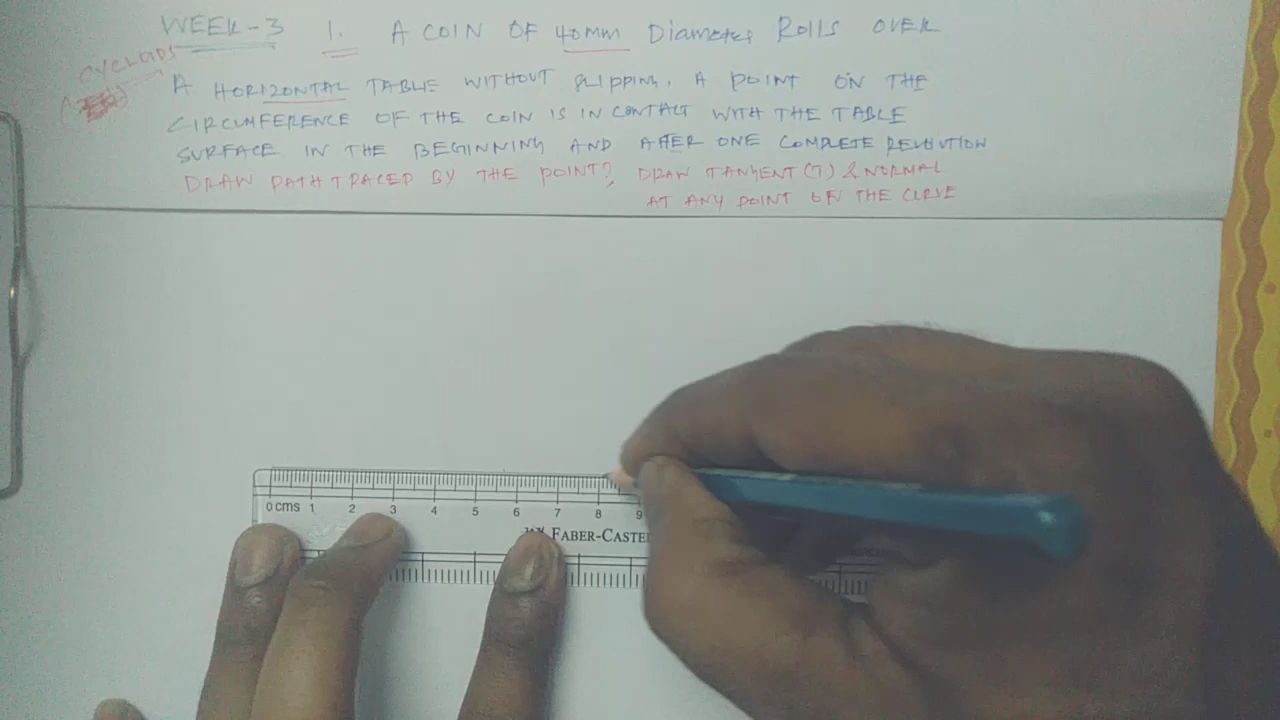 WEEK-3 1. A COIN OF 40mm Diameter ROLLS OVER
CYCLOIDS
A HORIZONTAL TABLE WITHOUT SLIPPING. A POINT ON THE
CIRCUMFERENCE OF THE COIN IS IN CONTACT WITH THE TABLE
SURFACE IN THE BEGINNING AND AFTER ONE COMPLETE REVOLUTION
DRAW PATH TRACED BY THE POINT? DRAW TANGENT (T) & NORMAL
AT ANY POINT ON THE CURVE
0 cms 1 2 3 4 5 6 7 8 9
FABER-CASTE